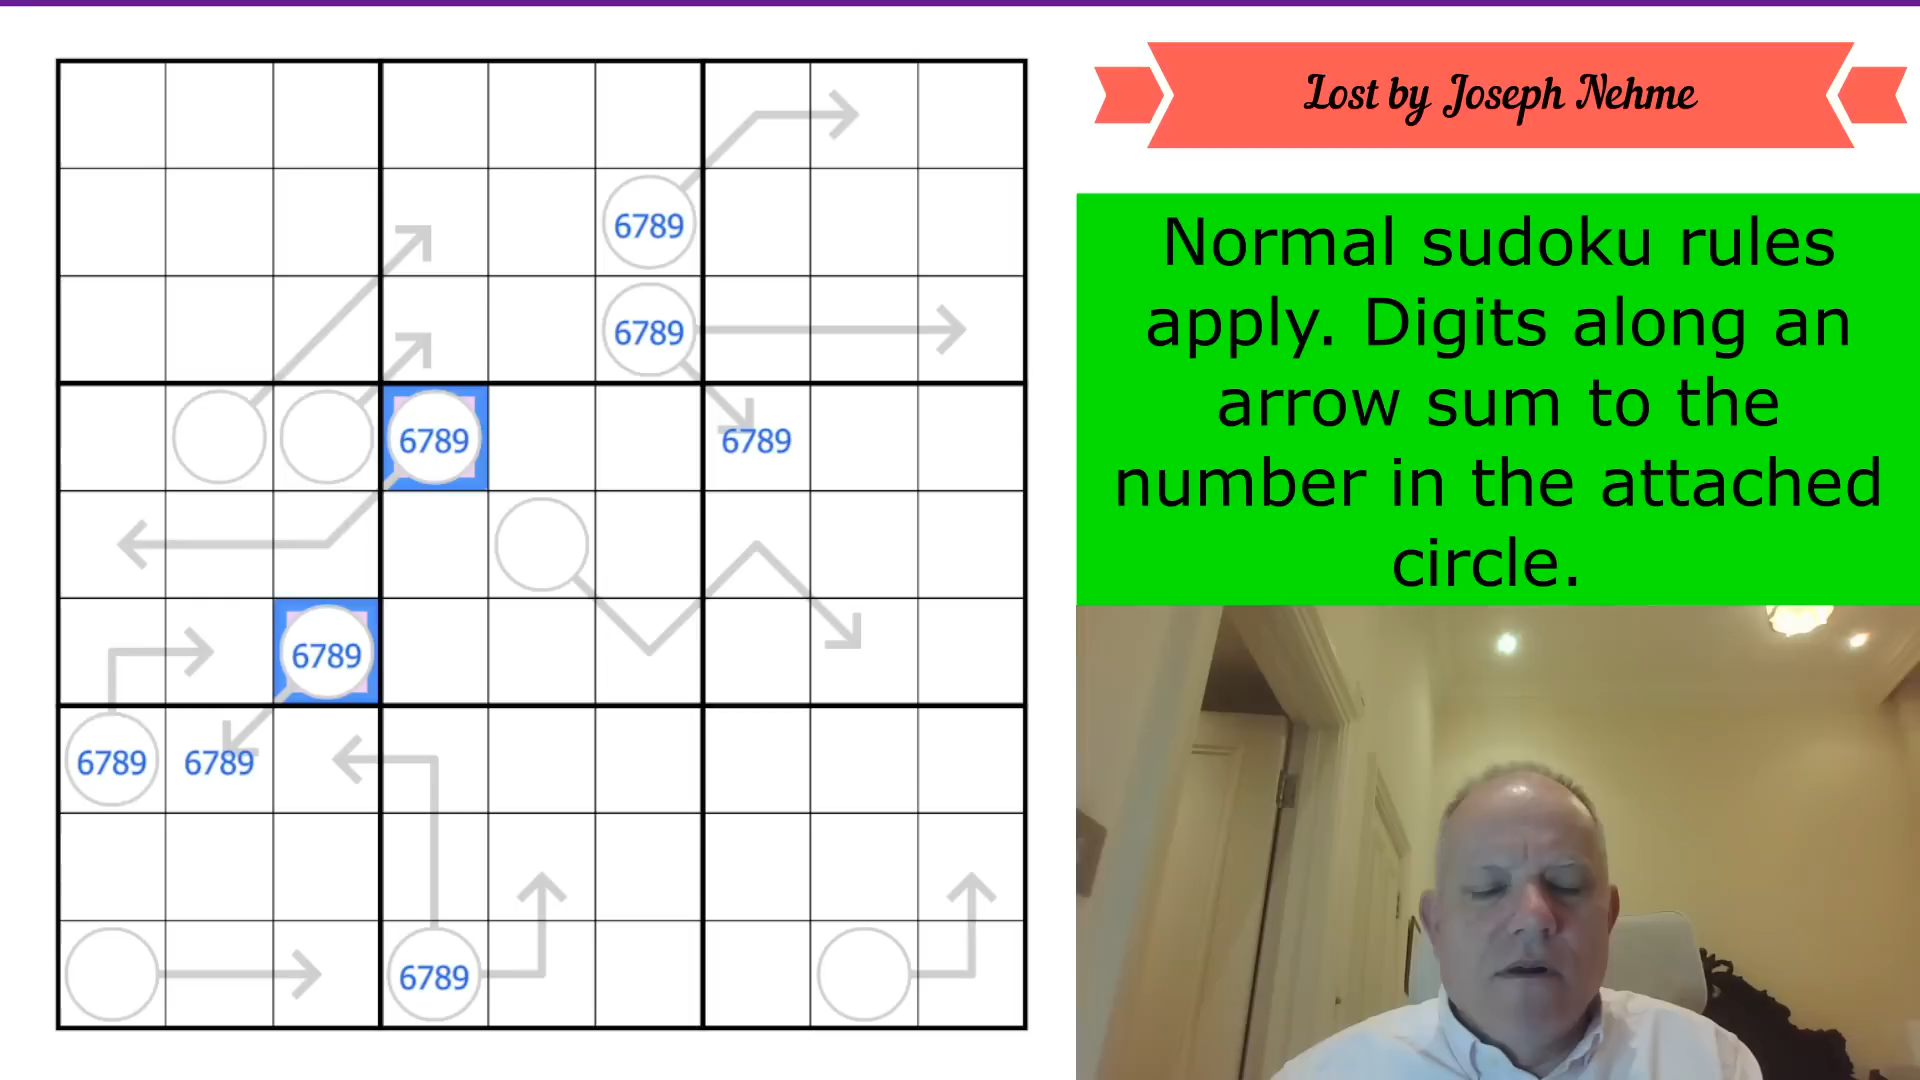 Lost by Joseph Nehme
Normal sudoku rules
apply. Digits along an
arrow sum to the
number in the attached
circle.
6789
6789
6789
6789
6789
6789
6789
6789